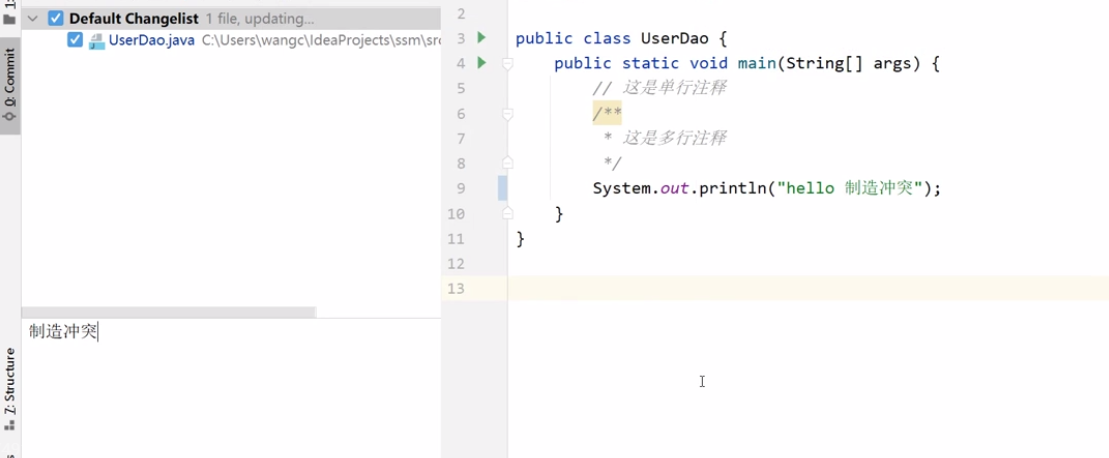 1:
Default Changelist 1 file, updating...
UserDao.java C:\Users\wangc\IdeaProjects\ssm\src
0: Commit
制造冲突
Z: Structure
2
3 public class UserDao {
4 public static void main(String[] args) {
5 // 这是单行注释
6 /**
7 * 这是多行注释
8 */
9 System.out.println("hello 制造冲突");
10 }
11 }
12
13